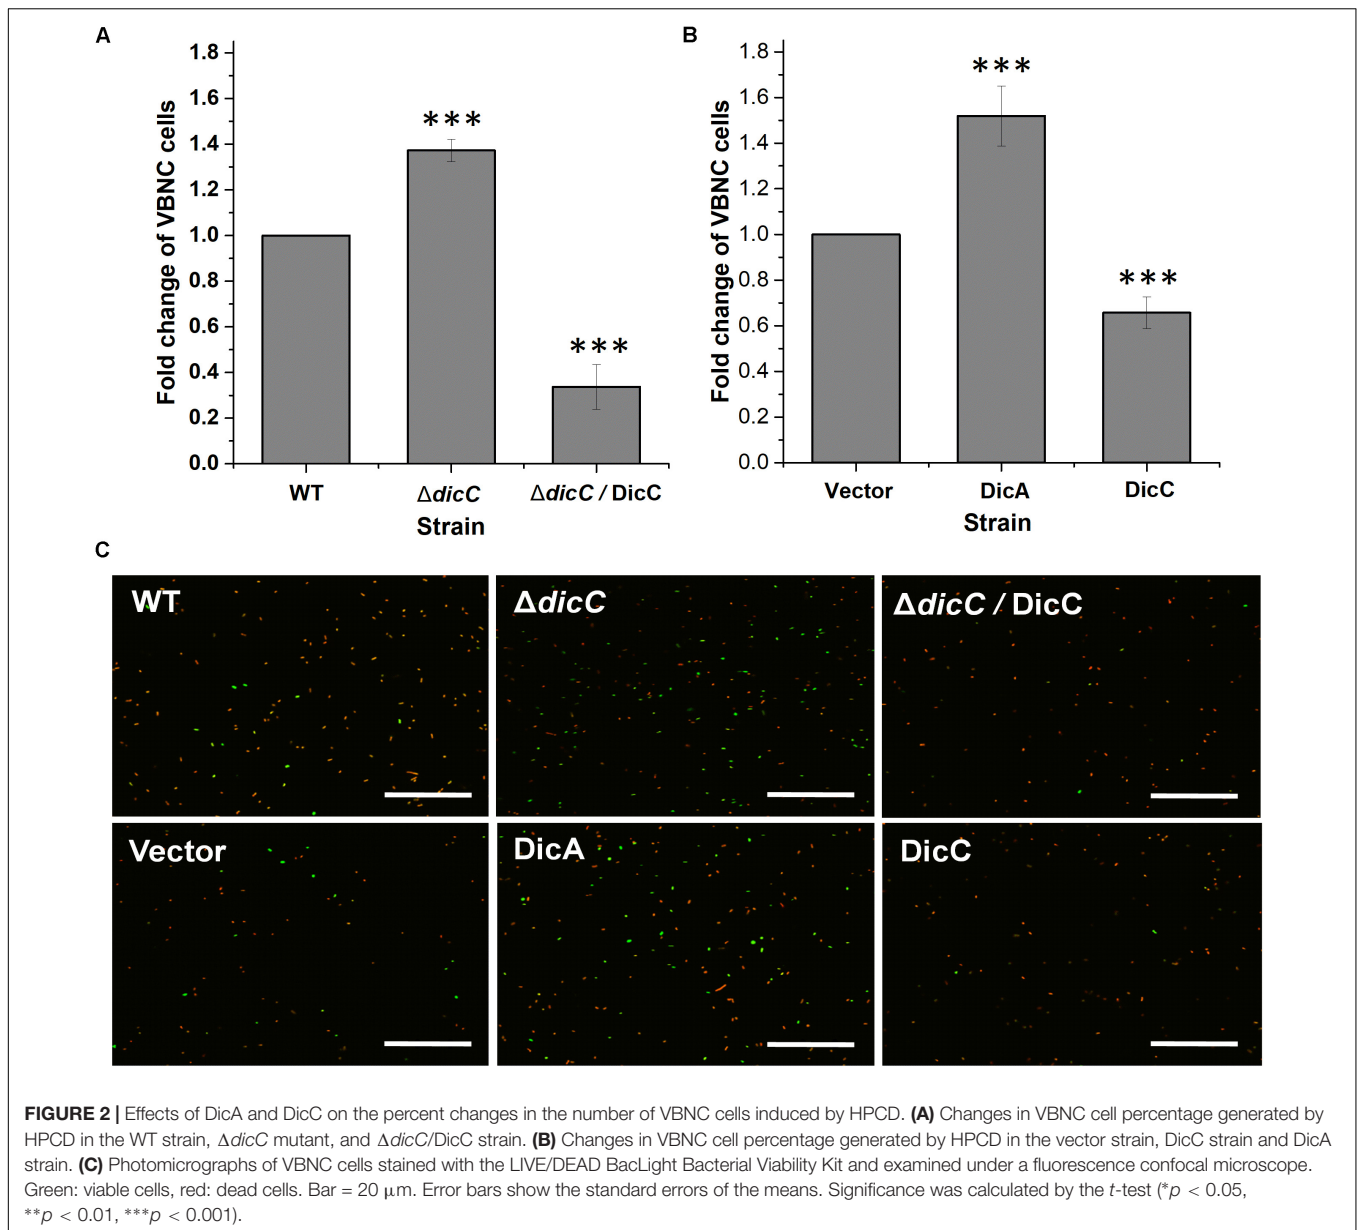 A
Fold change of VBNC cells
1.8
1.6
1.4
1.2
1.0
0.8
0.6
0.4
0.2
0.0
***
***
WT
ΔdicC
ΔdicC / DicC
Strain
B
Fold change of VBNC cells
1.8
1.6
1.4
1.2
1.0
0.8
0.6
0.4
0.2
0.0
***
***
Vector
DicA
DicC
Strain
C
WT
ΔdicC
ΔdicC / DicC
Vector
DicA
DicC
FIGURE 2 | Effects of DicA and DicC on the percent changes in the number of VBNC cells induced by HPCD. (A) Changes in VBNC cell percentage generated by
HPCD in the WT strain, ΔdicC mutant, and ΔdicC/DicC strain. (B) Changes in VBNC cell percentage generated by HPCD in the vector strain, DicC strain and DicA
strain. (C) Photomicrographs of VBNC cells stained with the LIVE/DEAD BacLight Bacterial Viability Kit and examined under a fluorescence confocal microscope.
Green: viable cells, red: dead cells. Bar = 20 μm. Error bars show the standard errors of the means. Significance was calculated by the t-test (*p < 0.05,
**p < 0.01, ***p < 0.001).